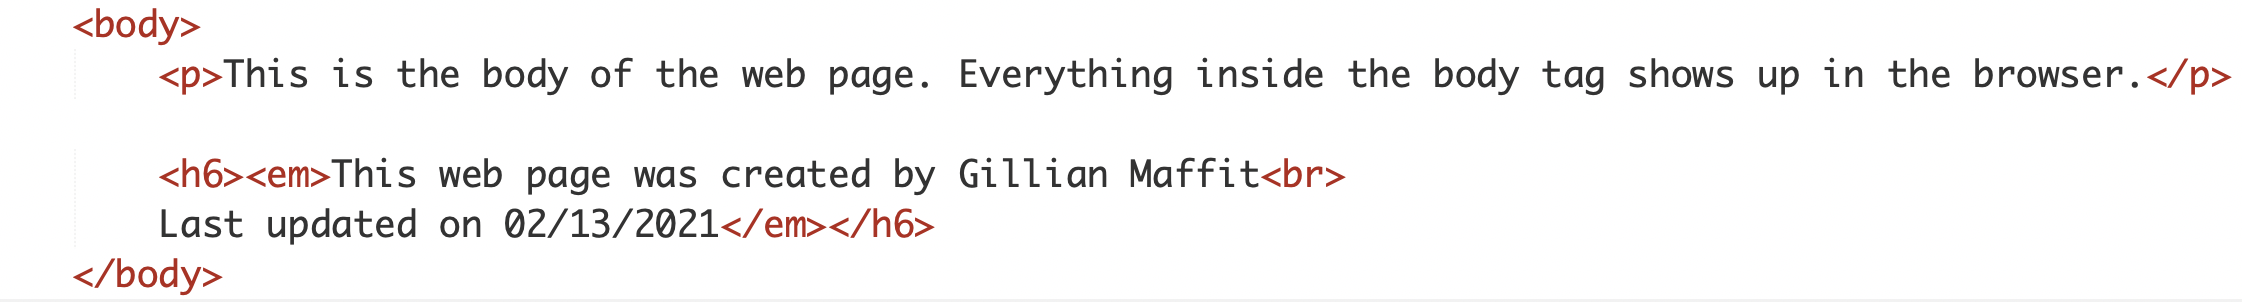 <body>
<p>This is the body of the web page. Everything inside the body tag shows up in the browser.</p>
<h6><em>This web page was created by Gillian Maffit<br>
Last updated on 02/13/2021</em></h6>
</body>